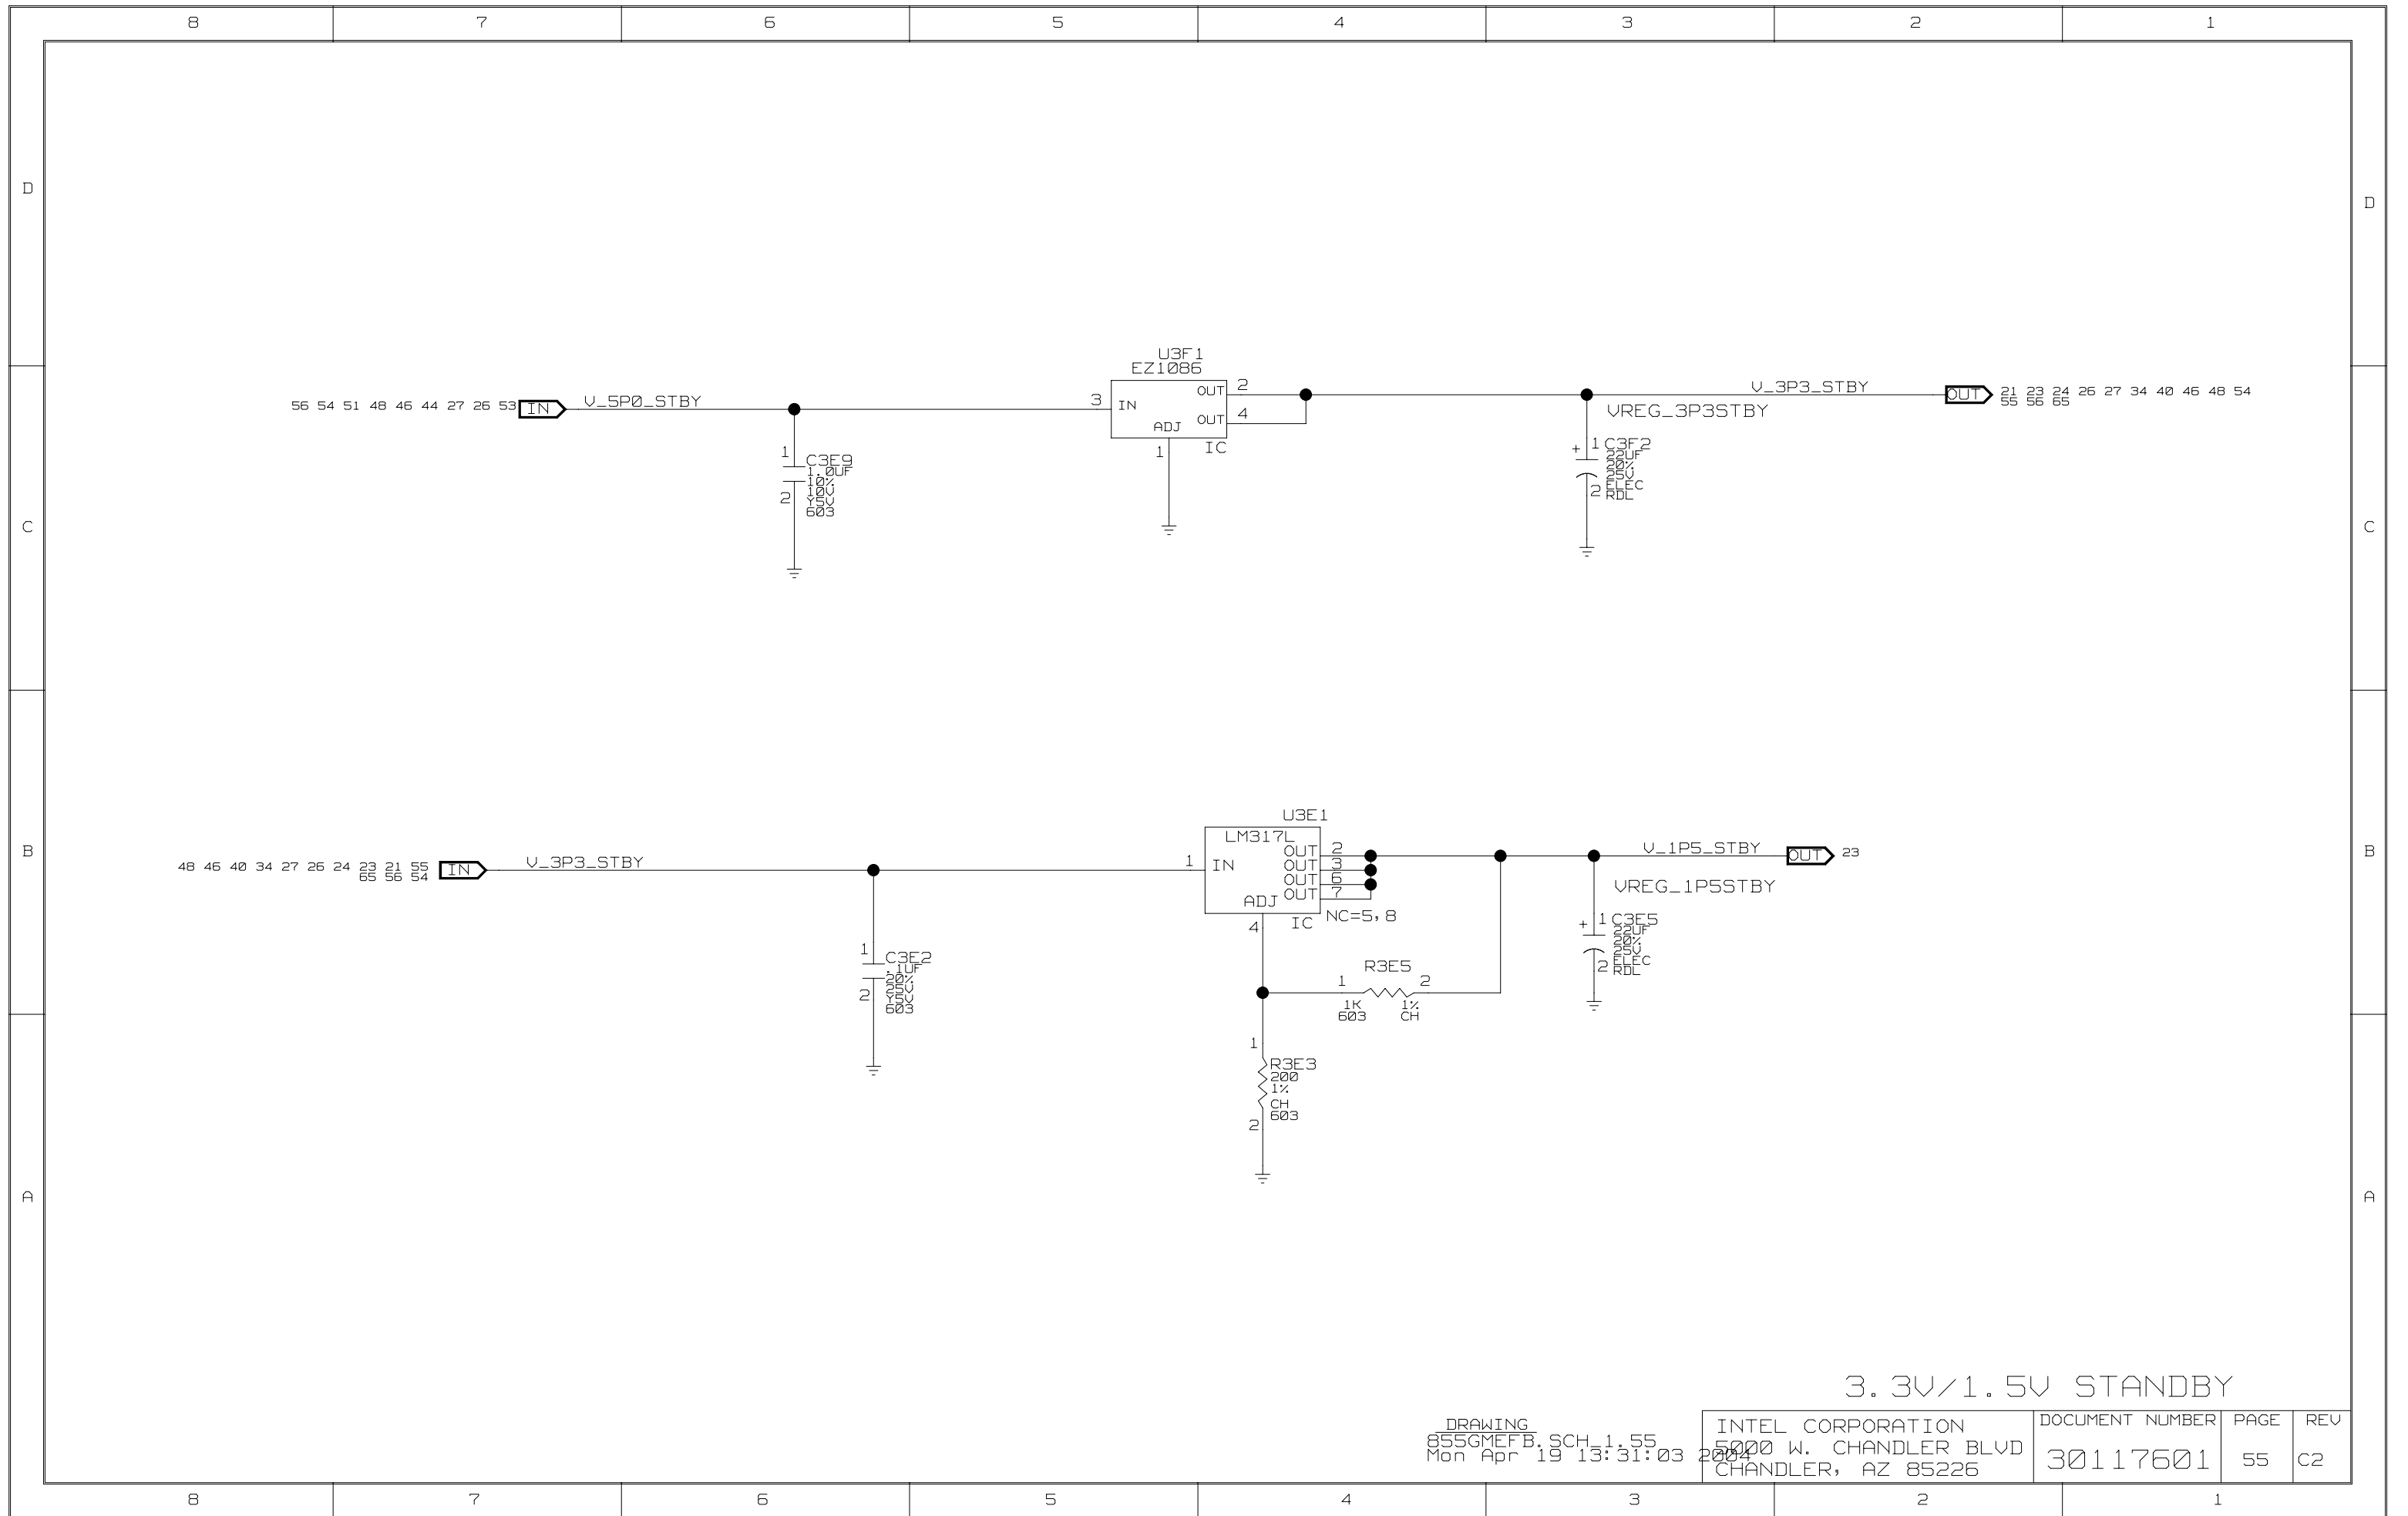 8 7 6 5 4 3 2 1
D
D
U3F1
EZ1086
56 54 51 48 46 44 27 26 53 IN V_5P0_STBY
3 IN OUT 2
OUT 4
ADJ
1 IC
V_3P3_STBY OUT 21 23 24 26 27 34 40 46 48 54
55 56 65
VREG_3P3STBY
1 C3E9
1.0UF
10%
10V
2 Y5V
603
+ 1 C3F2
22UF
20%
25V
2 ELEC
RDL
C
C
U3E1
LM317L
48 46 40 34 27 26 24 23 21 55 IN V_3P3_STBY
65 56 54
1 IN OUT 2
OUT 3
OUT 6
ADJ OUT 7
4 IC NC=5,8
V_1P5_STBY OUT 23
VREG_1P5STBY
B
B
1 C3E2
.1UF
20%
25V
2 Y5V
603
+ 1 C3E5
22UF
20%
25V
2 ELEC
RDL
R3E5
1 2
1K 1%
603 CH
1
R3E3
200
1%
CH
603
2
A
A
3.3V/1.5V STANDBY
DRAWING
855GMEFB.SCH_1.55
Mon Apr 19 13:31:03 2004
INTEL CORPORATION
5000 W. CHANDLER BLVD
CHANDLER, AZ 85226
DOCUMENT NUMBER
30117601
PAGE
55
REV
C2
8 7 6 5 4 3 2 1